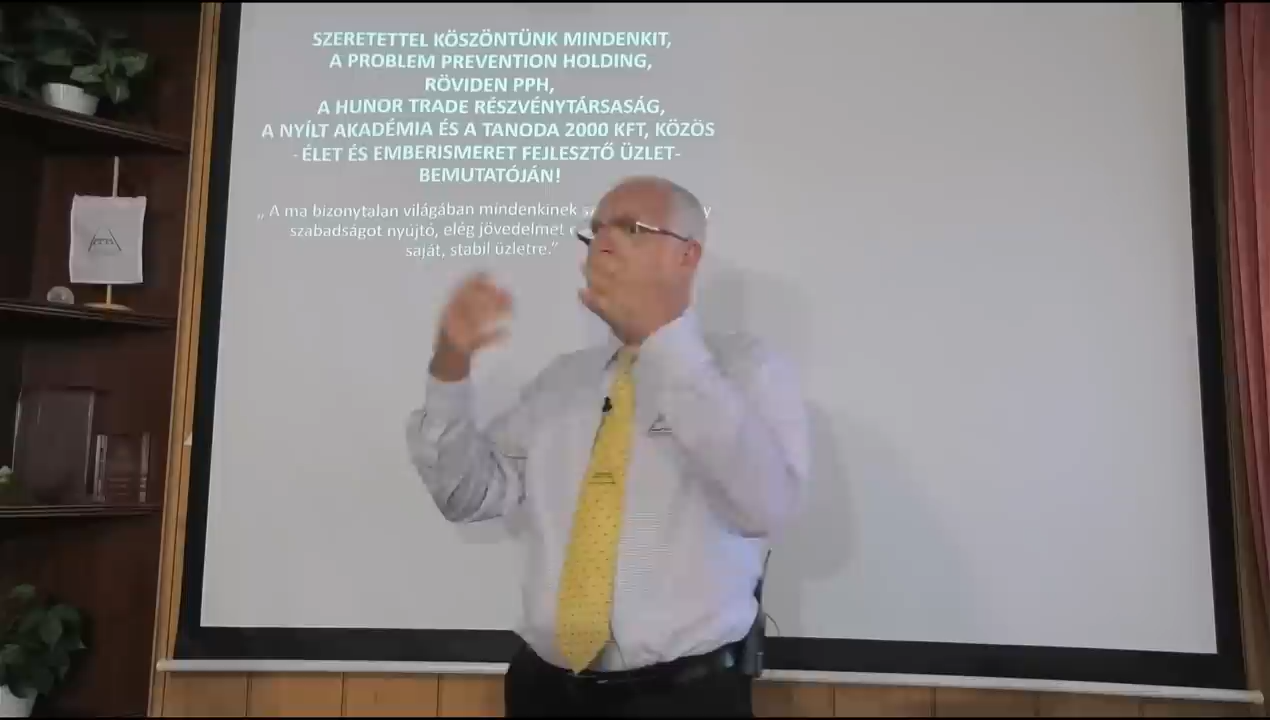 SZERETETTEL KÖSZÖNTÜNK MINDENKIT,
A PROBLEM PREVENTION HOLDING,
RÖVIDEN PPH,
A HUNOR TRADE RÉSZVÉNYTÁRSASÁG,
A NYÍLT AKADÉMIA ÉS A TANODA 2000 KFT, KÖZÖS
- ÉLET ÉS EMBERISMERET FEJLESZTŐ ÜZLET-
BEMUTATÓJÁN!
„ A ma bizonytalan világában mindenkinek
szabadságot nyújtó, elég jövedelmet
saját, stabil üzletre.”